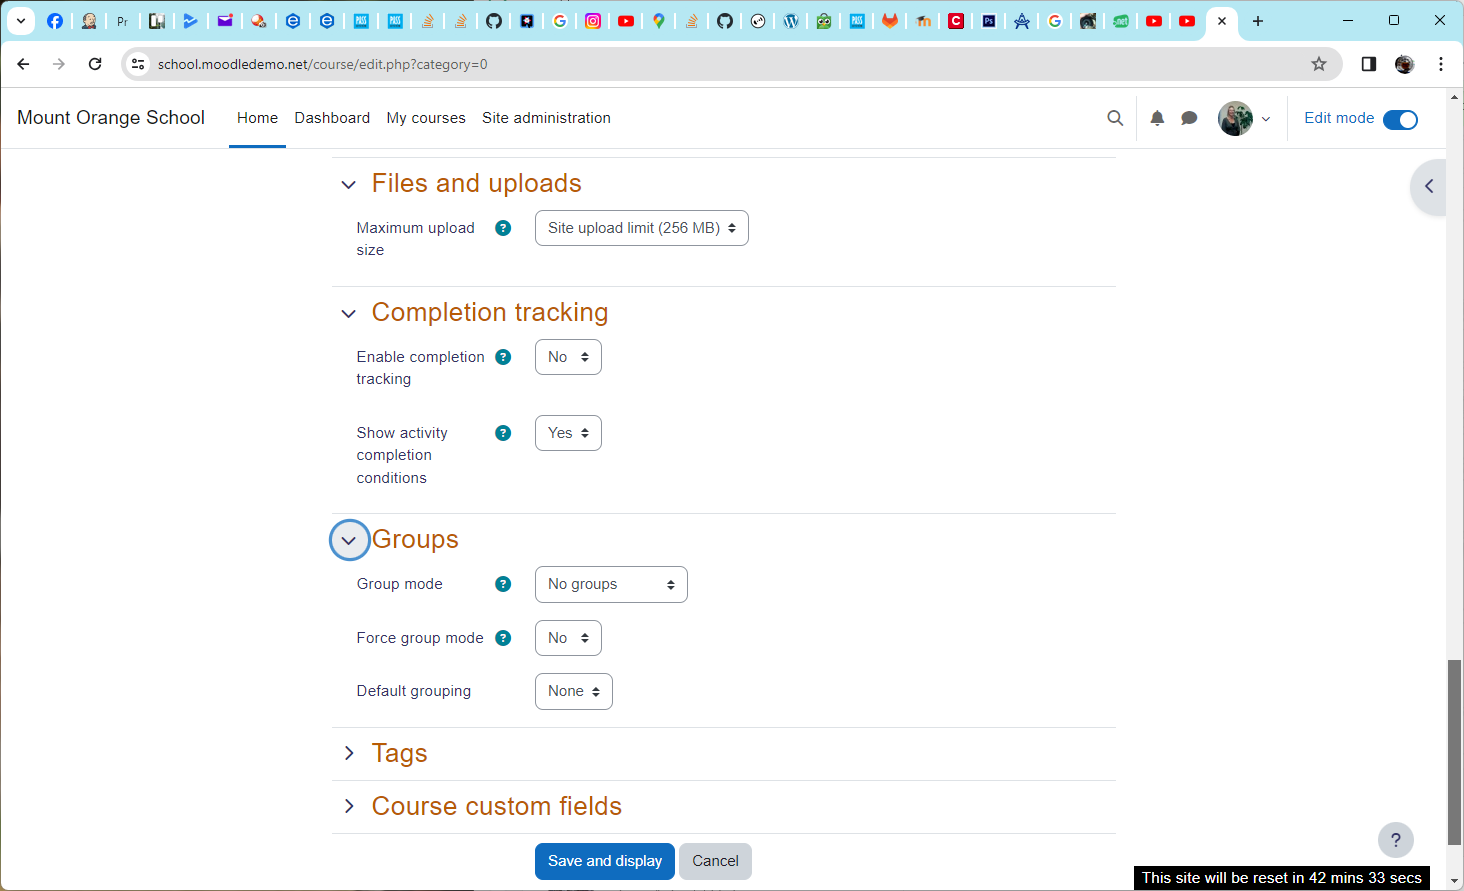 Pr
school.moodledemo.net/course/edit.php?category=0
Mount Orange School
Home
Dashboard
My courses
Site administration
Edit mode
Files and uploads
Maximum upload size
Site upload limit (256 MB)
Completion tracking
Enable completion tracking
No
Show activity completion conditions
Yes
Groups
Group mode
No groups
Force group mode
No
Default grouping
None
Tags
Course custom fields
Save and display
Cancel
?
This site will be reset in 42 mins 33 secs